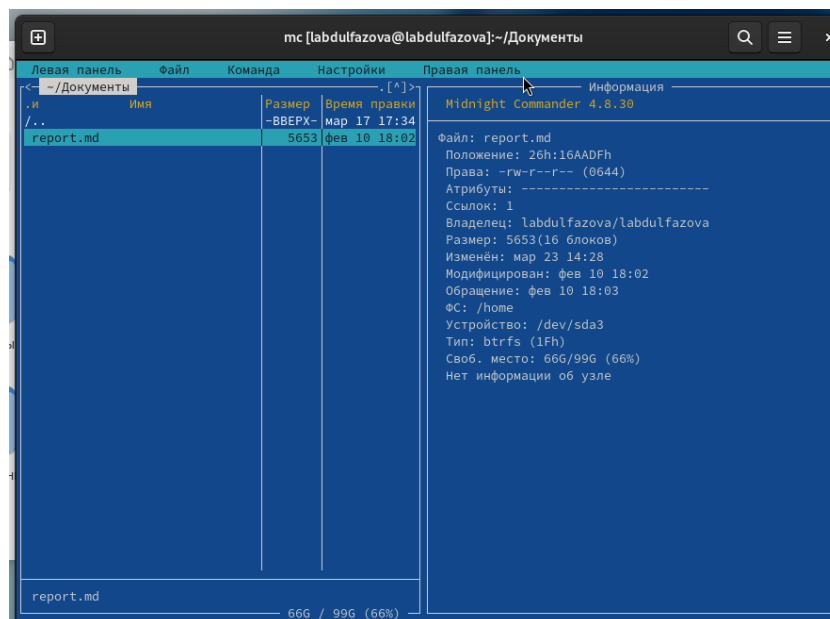 mc [labdulfazova@labdulfazova]:~/Документы
Левая панель Файл Команда Настройки Правая панель
<— ~/Документы .[^]>
.и Имя Размер Время правки
/.. -ВВЕРХ- мар 17 17:34
report.md 5653 фев 10 18:02
report.md
66G / 99G (66%)
Информация
Midnight Commander 4.8.30
Файл: report.md
Положение: 26h:16AADFh
Права: -rw-r--r-- (0644)
Атрибуты: -------------------------
Ссылок: 1
Владелец: labdulfazova/labdulfazova
Размер: 5653(16 блоков)
Изменён: мар 23 14:28
Модифицирован: фев 10 18:02
Обращение: фев 10 18:03
ФС: /home
Устройство: /dev/sda3
Тип: btrfs (1Fh)
Своб. место: 66G/99G (66%)
Нет информации об узле